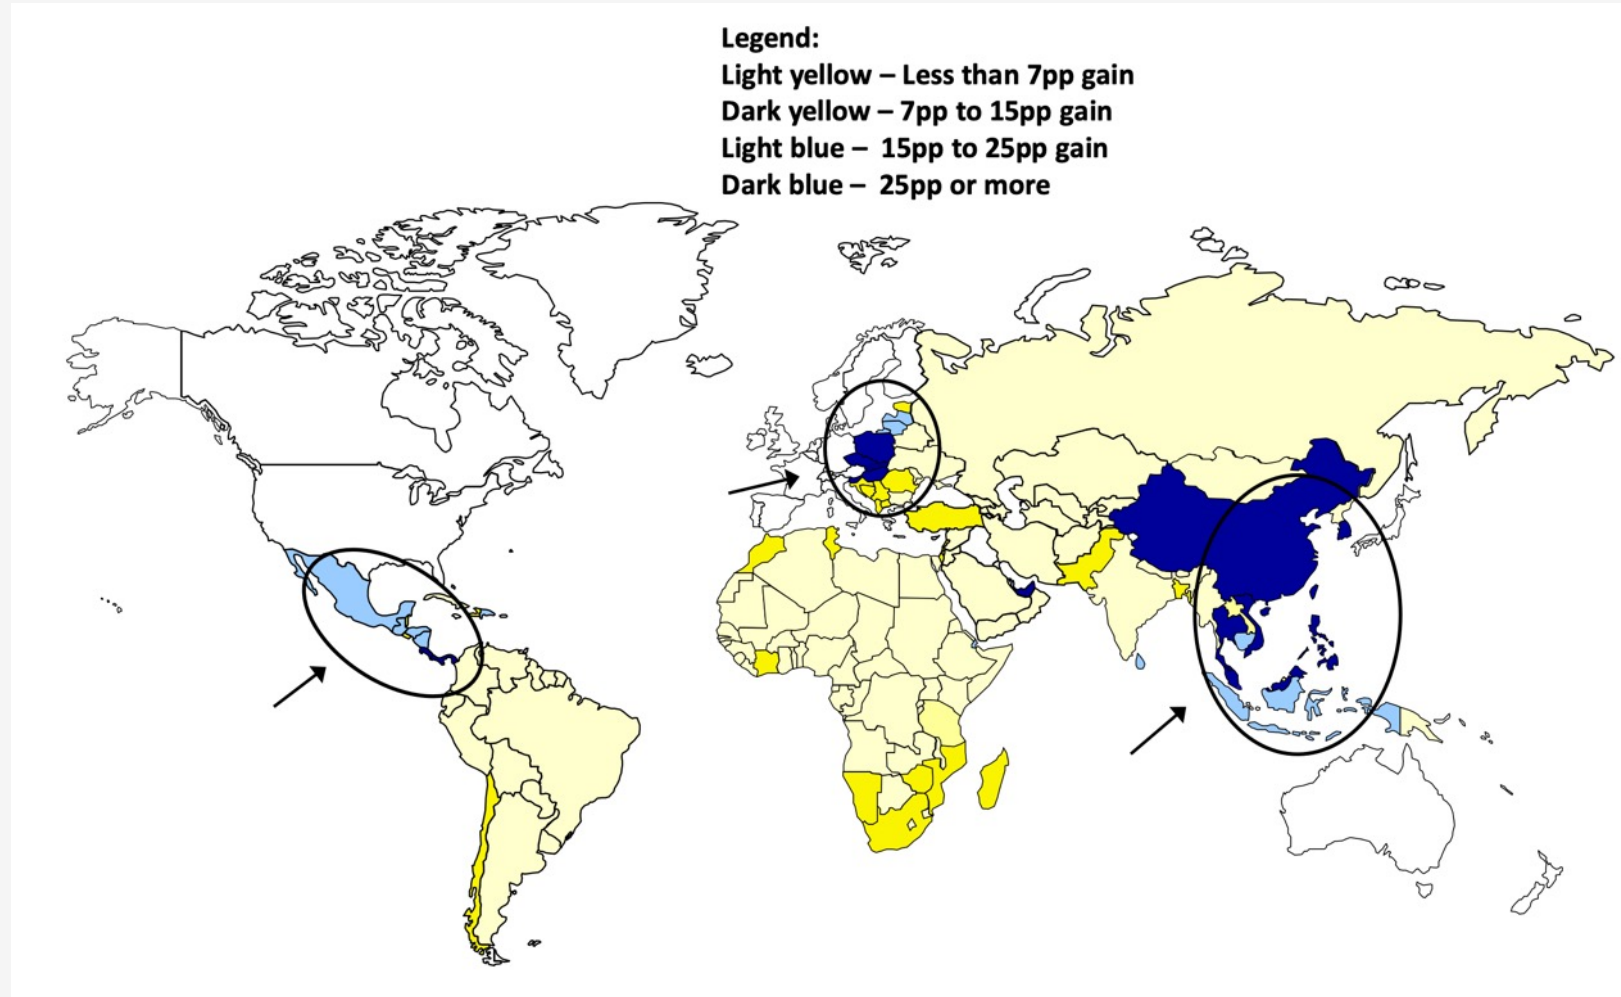 Legend:
Light yellow – Less than 7pp gain
Dark yellow – 7pp to 15pp gain
Light blue –  15pp to 25pp gain
Dark blue –  25pp or more